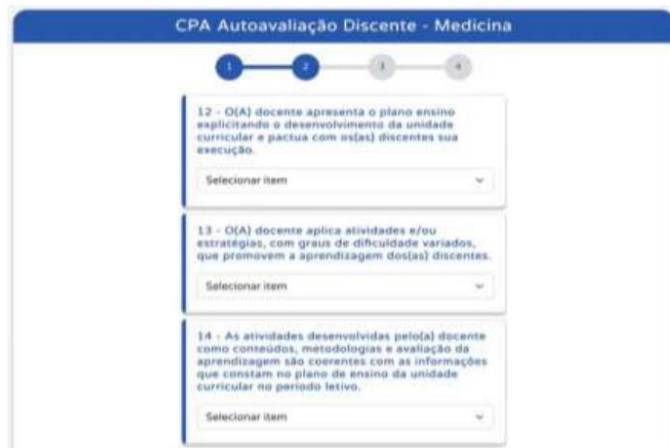 CPA Autoavaliação Discente - Medicina
1 2 3 4
12 - O(A) docente apresenta o plano ensino
explicitando o desenvolvimento da unidade
curricular e pactua com os(as) discentes sua
execução.
Selecionar item
13 - O(A) docente aplica atividades e/ou
estratégias, com graus de dificuldade variados,
que promovem a aprendizagem dos(as) discentes.
Selecionar item
14 - As atividades desenvolvidas pelo(a) docente
como conteúdos, metodologias e avaliação da
aprendizagem são coerentes com as informações
que constam no plano de ensino da unidade
curricular no período letivo.
Selecionar item